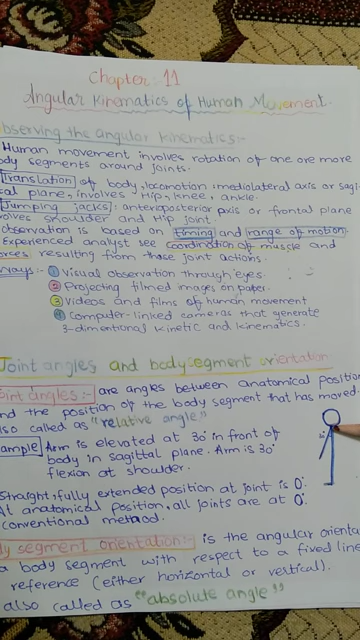 Chapter 11
Angular Kinematics of Human Movement.
bserving the angular kinematics:-
Human movement involves rotation of one are more
ody segments around joints.
Translation of body, locomotion: mediolateral axis or sagi-
al plane, involves Hip, knee, ankle.
Jumping jacks: anteriposterior axis or frontal plane
volves shoulder and Hip joint.
observation is based on timing and range of motion
Experienced analyst see coordination of muscle and
orces resulting from those joint actions.
ways:- ① Visual observation through eyes.
② Projecting filmed images on paper.
③ Videos and films of human movement
④ Computer-linked cameras that generate
3-dimentional kinetic and kinematics.
Joint angles, and body-segment orientation
oint angles:- are angles between anatomical position
nd the position of the body segment that has moved.
lso called as "relative angle"
ample Arm is elevated at 30° in front of
body in sagittal plane. Arm is 30°
flexion at shoulder.
Straight, fully extended position at joint is 0°.
At anatomical position, all joints are at 0°.
conventional method.
dy segment orientation:- is the angular orienta
a body segment with respect to a fixed line
reference (either horizontal or vertical).
also called as "absolute angle"